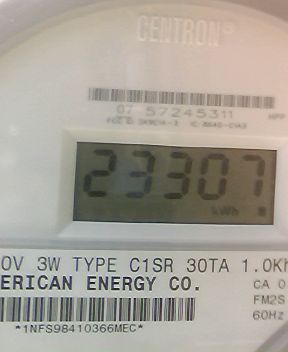 CENTRON
07 57245311
23307
kWh
0V 3W TYPE C1SR 30TA 1.0Kh
ERICAN ENERGY CO.
CA 0.
FM2S
60Hz
*1NFS98410366MEC*